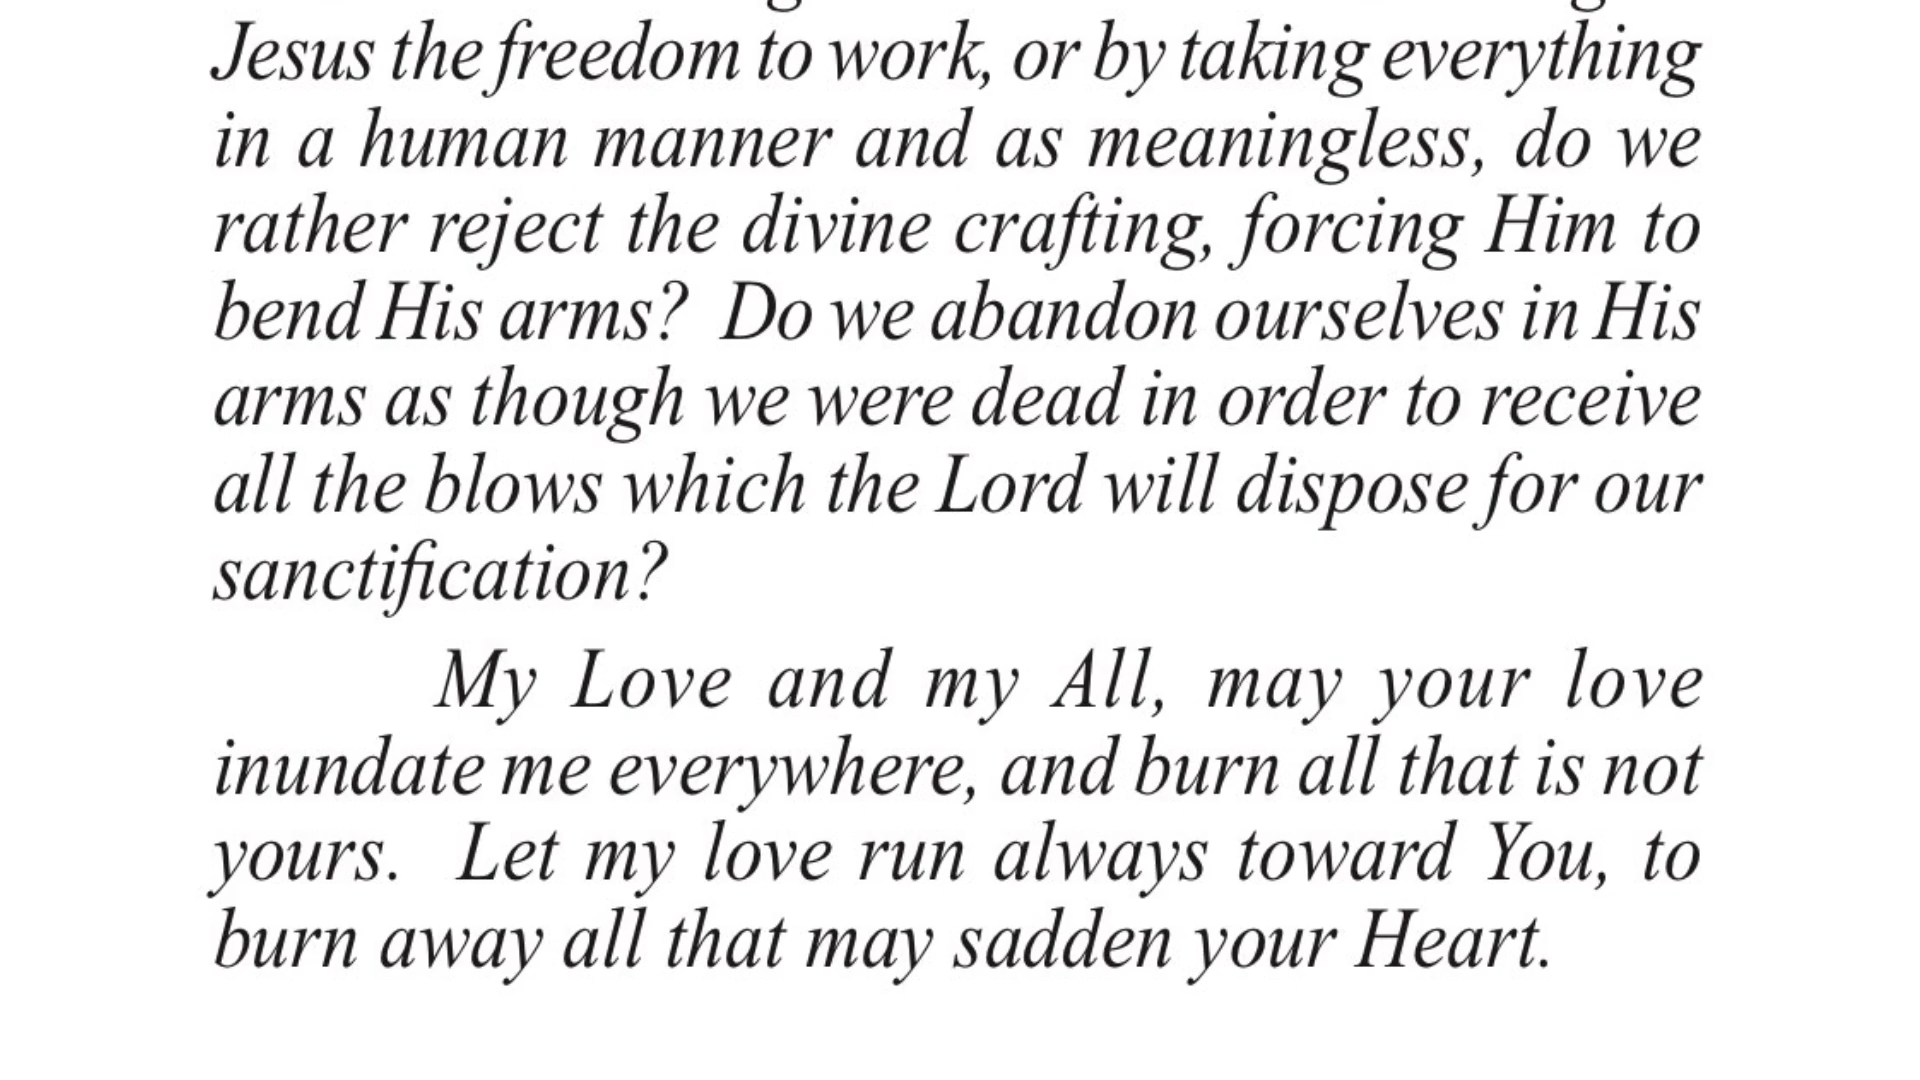 Jesus the freedom to work, or by taking everything
in a human manner and as meaningless, do we
rather reject the divine crafting, forcing Him to
bend His arms?  Do we abandon ourselves in His
arms as though we were dead in order to receive
all the blows which the Lord will dispose for our
sanctification?
My Love and my All, may your love
inundate me everywhere, and burn all that is not
yours.  Let my love run always toward You, to
burn away all that may sadden your Heart.